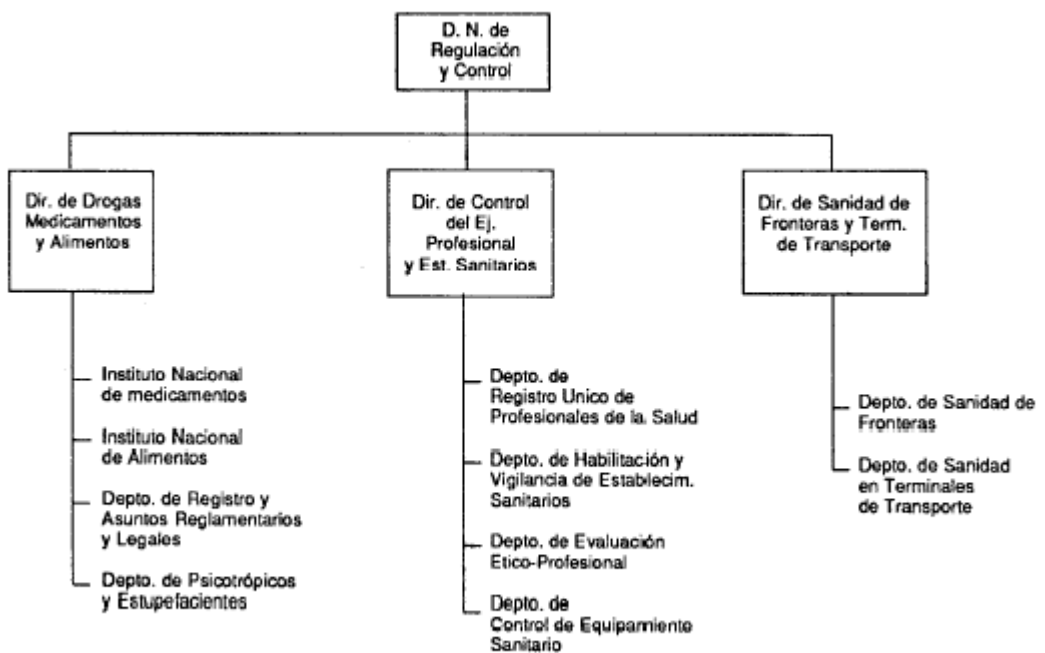 D. N. de
Regulación
y Control
Dir. de Drogas
Medicamentos
y Alimentos
Dir. de Control
del Ej.
Profesional
y Est. Sanitarios
Dir. de Sanidad de
Fronteras y Term.
de Transporte
Instituto Nacional
de medicamentos
Instituto Nacional
de Alimentos
Depto. de Registro y
Asuntos Reglamentarios
y Legales
Depto. de Psicotrópicos
y Estupefacientes
Depto. de
Registro Unico de
Profesionales de la Salud
Depto. de Habilitación y
Vigilancia de Establecim.
Sanitarios
Depto. de Evaluación
Etico-Profesional
Depto. de
Control de Equipamiento
Sanitario
Depto. de Sanidad de
Fronteras
Depto. de Sanidad
en Terminales
de Transporte